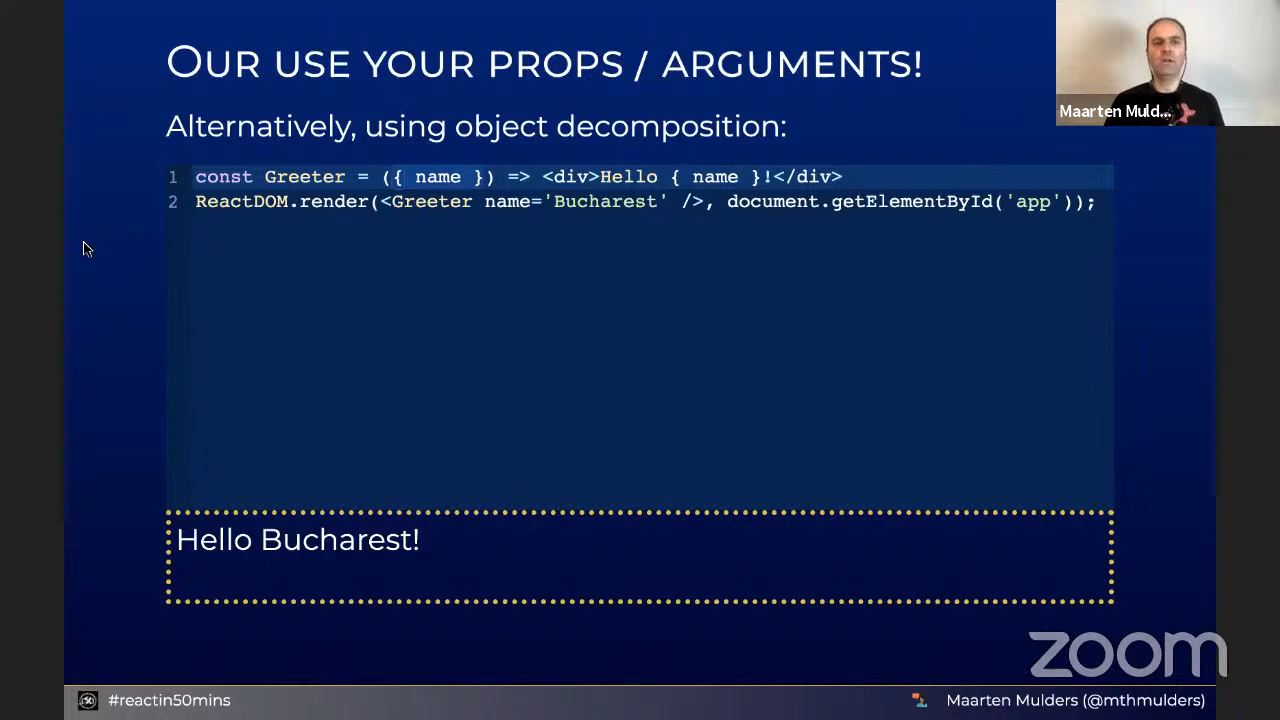 OUR USE YOUR PROPS / ARGUMENTS!
Maarten Muld...
Alternatively, using object decomposition:
1 const Greeter = ({ name }) => <div>Hello { name }!</div>
2 ReactDOM.render(<Greeter name='Bucharest' />, document.getElementById('app'));
Hello Bucharest!
zoom
#reactin50mins
Maarten Mulders (@mthmulders)